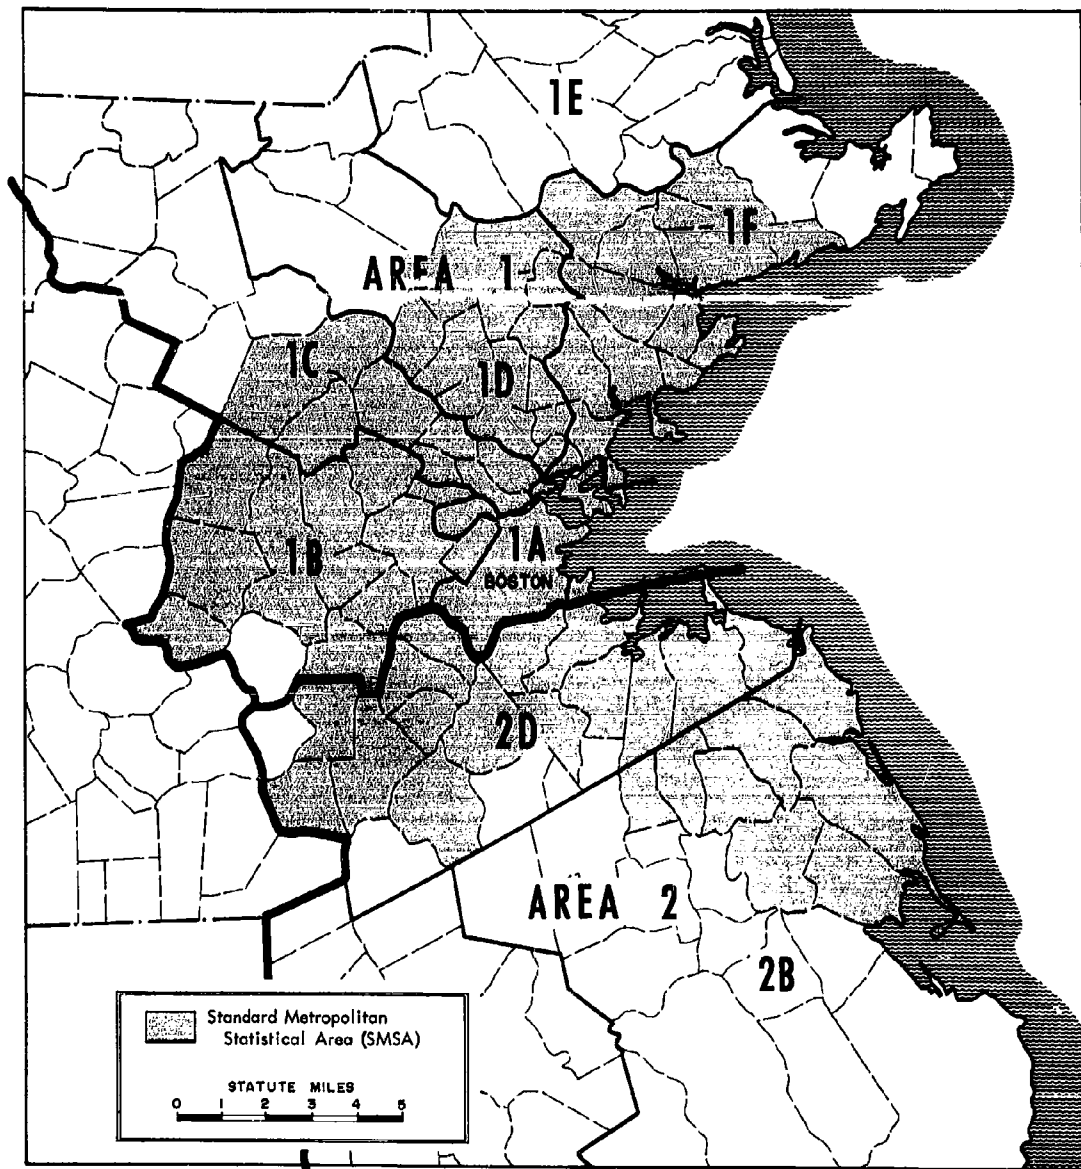 1E
1F
AREA 1
1C
1D
1A
BOSTON
1B
2D
AREA 2
2B
Standard Metropolitan
Statistical Area (SMSA)
STATUTE MILES
0 1 2 3 4 5